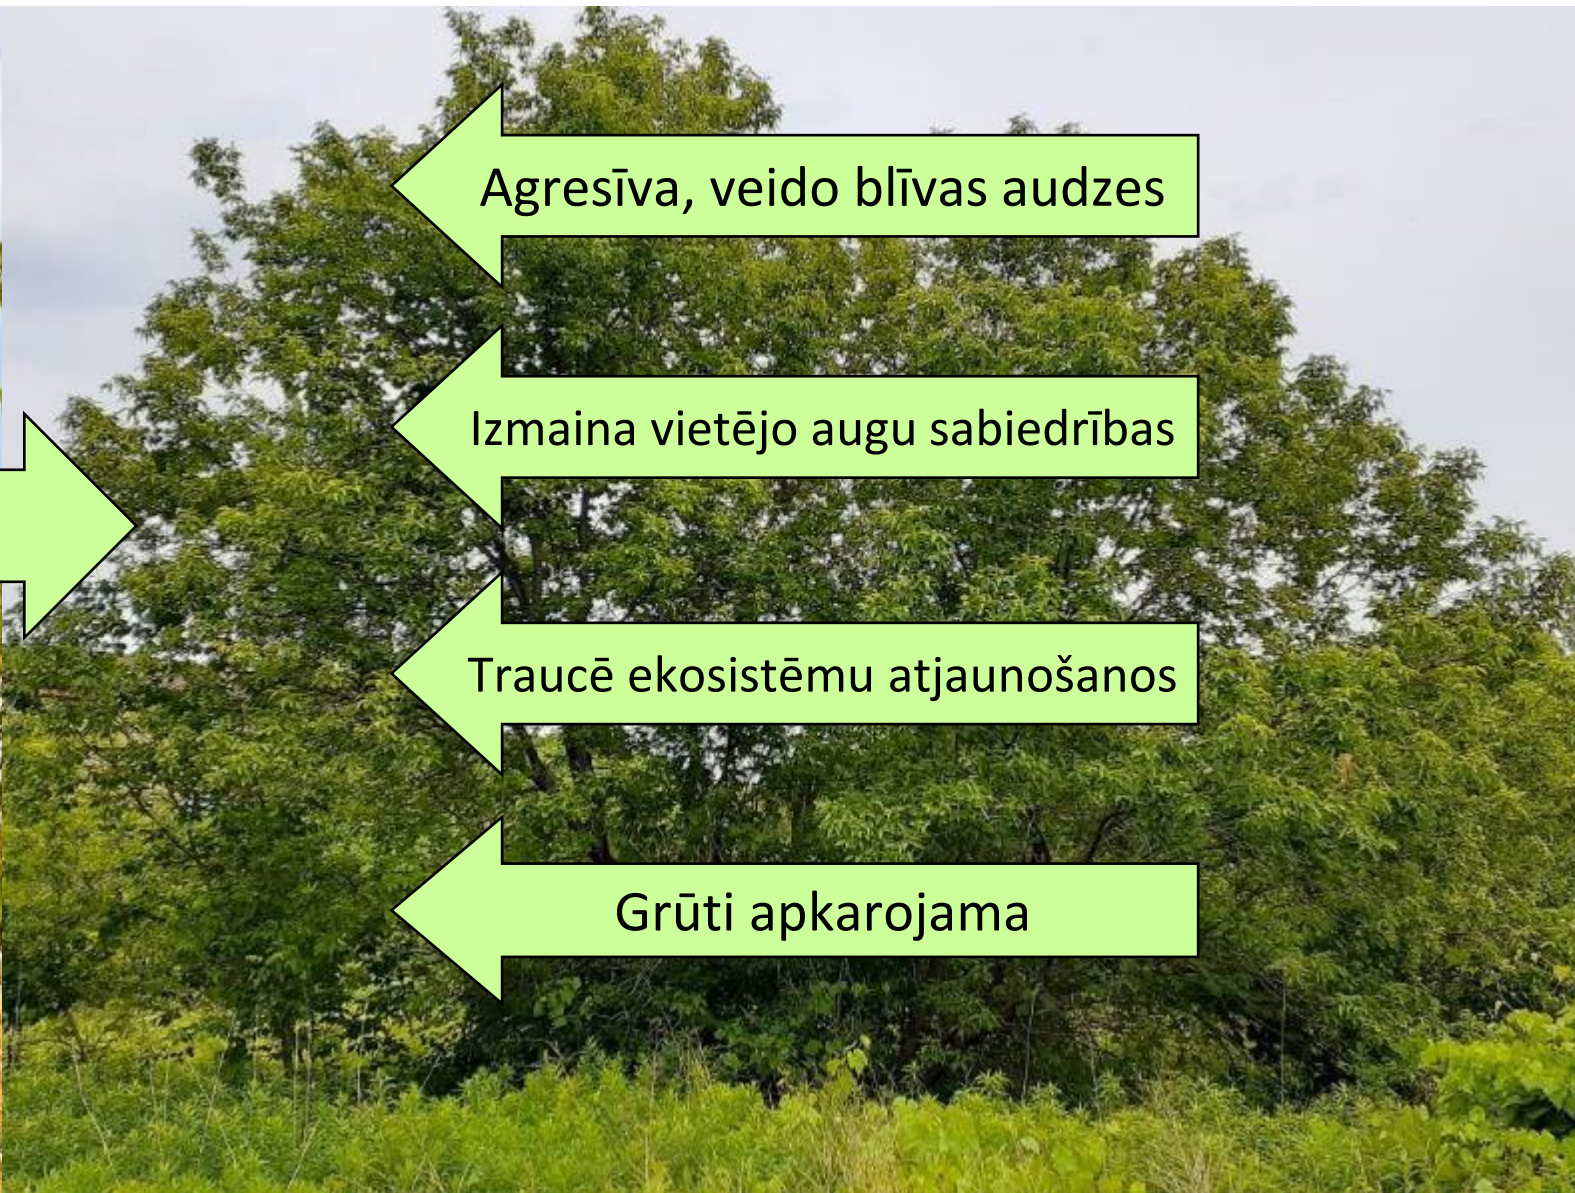 Agresīva, veido blīvas audzes
Izmaina vietējo augu sabiedrības
Traucē ekosistēmu atjaunošanos
Grūti apkarojama